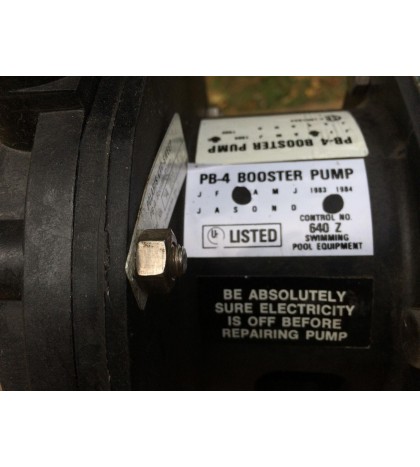 PB-4 BOOSTER PUMP
PB-4 BOOSTER PUMP
J F A M J 1983 1984
J A S O N D
CONTROL NO.
640 Z
UL LISTED
SWIMMING
POOL EQUIPMENT
BE ABSOLUTELY
SURE ELECTRICITY
IS OFF BEFORE
REPAIRING PUMP